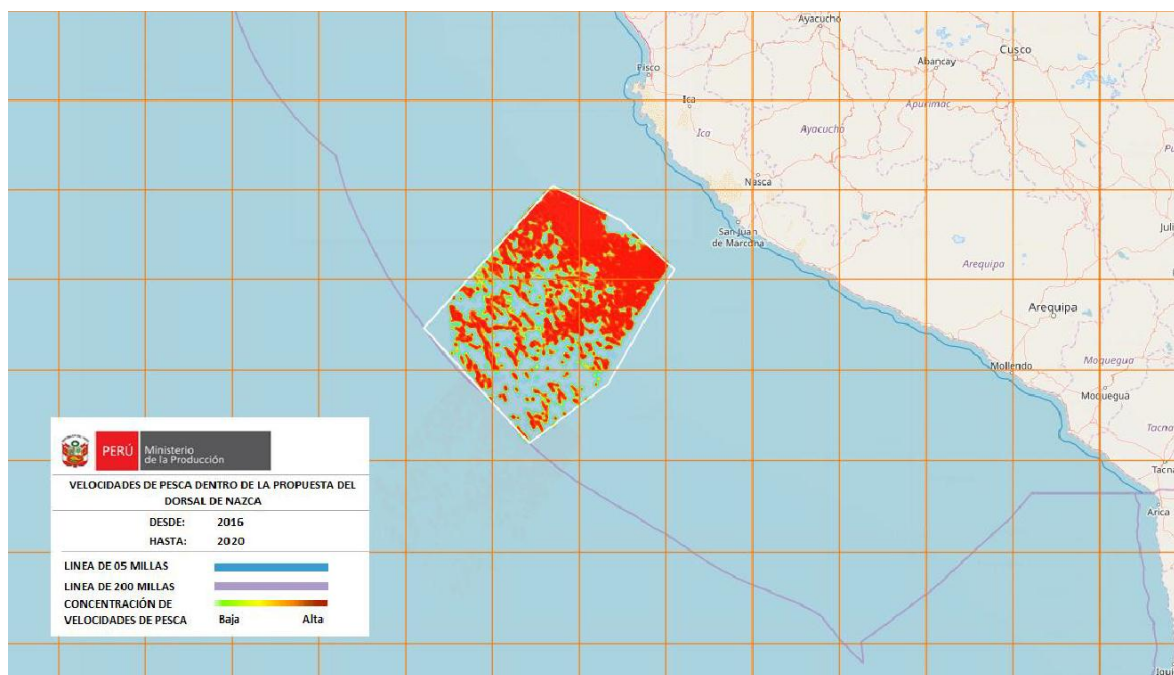 Ayacucho
Cusco
Abancay
Pisco
Ica
Apurímac
Ica
Ayacucho
Nasca
San Juan
de Marcona
Juli
Arequipa
Arequipa
Mollendo
Moquegua
Moquegua
Tacna
Tacna
Arica
PERÚ
Ministerio
de la Producción
VELOCIDADES DE PESCA DENTRO DE LA PROPUESTA DEL
DORSAL DE NAZCA
DESDE: 2016
HASTA: 2020
LINEA DE 05 MILLAS
LINEA DE 200 MILLAS
CONCENTRACIÓN DE
VELOCIDADES DE PESCA
Baja Alta